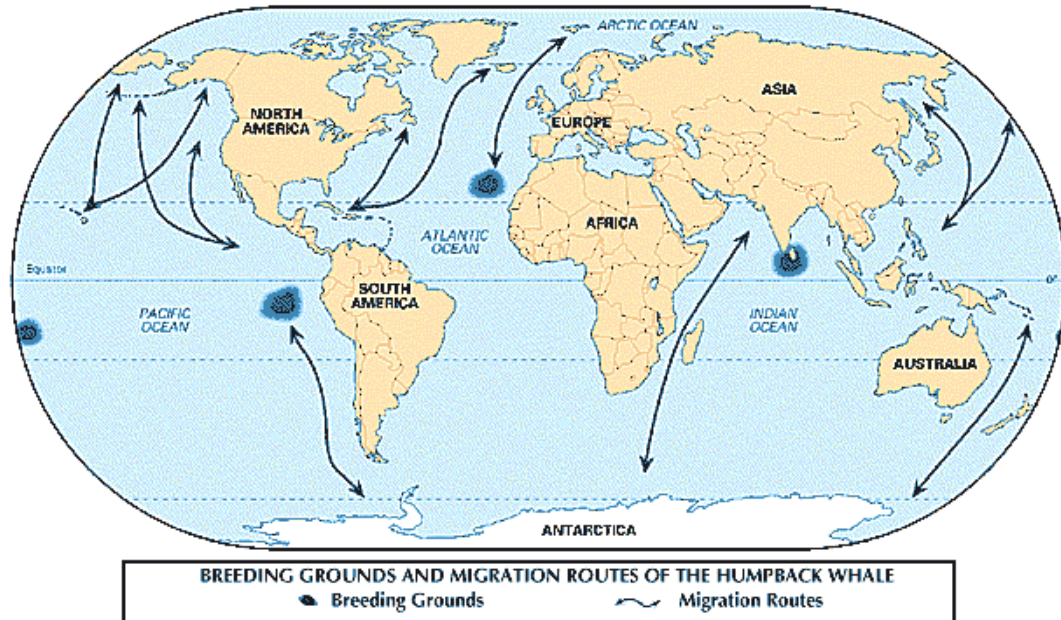 ARCTIC OCEAN
ASIA
NORTH
AMERICA
EUROPE
ATLANTIC
OCEAN
AFRICA
Equator
0°
SOUTH
AMERICA
PACIFIC
OCEAN
INDIAN
OCEAN
AUSTRALIA
ANTARCTICA
BREEDING GROUNDS AND MIGRATION ROUTES OF THE HUMPBACK WHALE
Breeding Grounds
Migration Routes